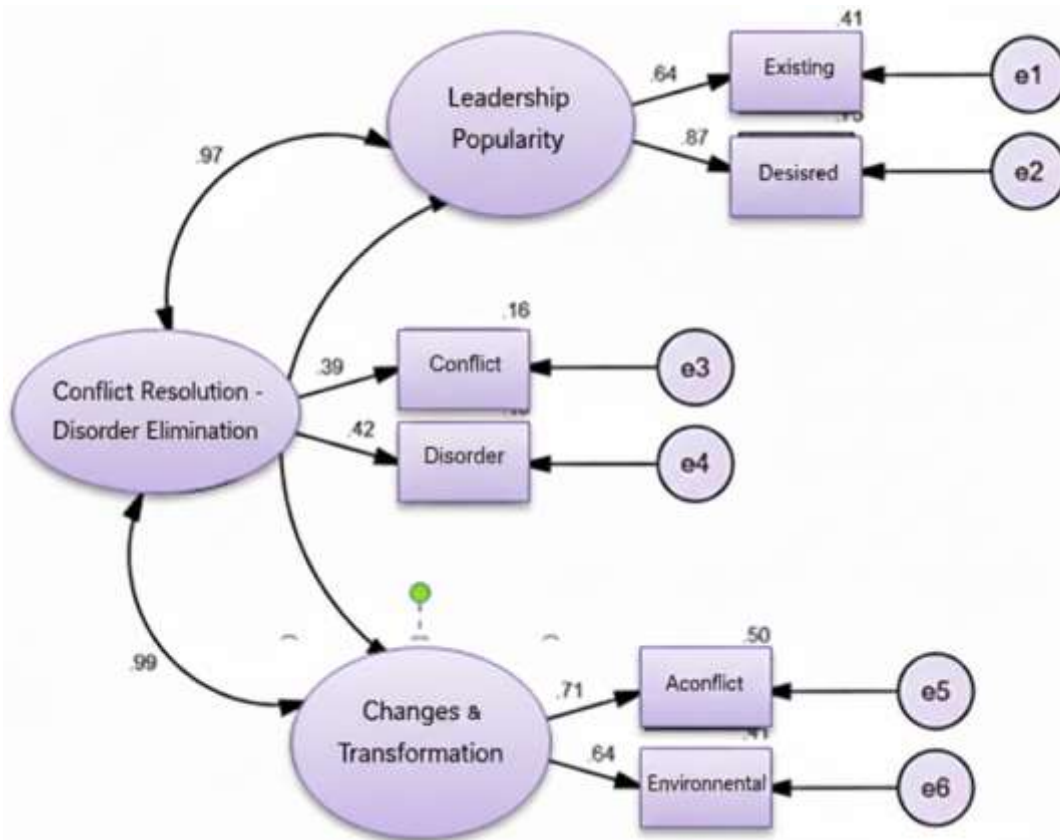 .41
Existing
e1
.64
Leadership
Popularity
.97
.87
Desisred
e2
.16
Conflict
e3
.39
Conflict Resolution -
Disorder Elimination
.42
Disorder
e4
.99
.50
Aconflict
e5
.71
Changes &
Transformation
.41
.64
Environnental
e6